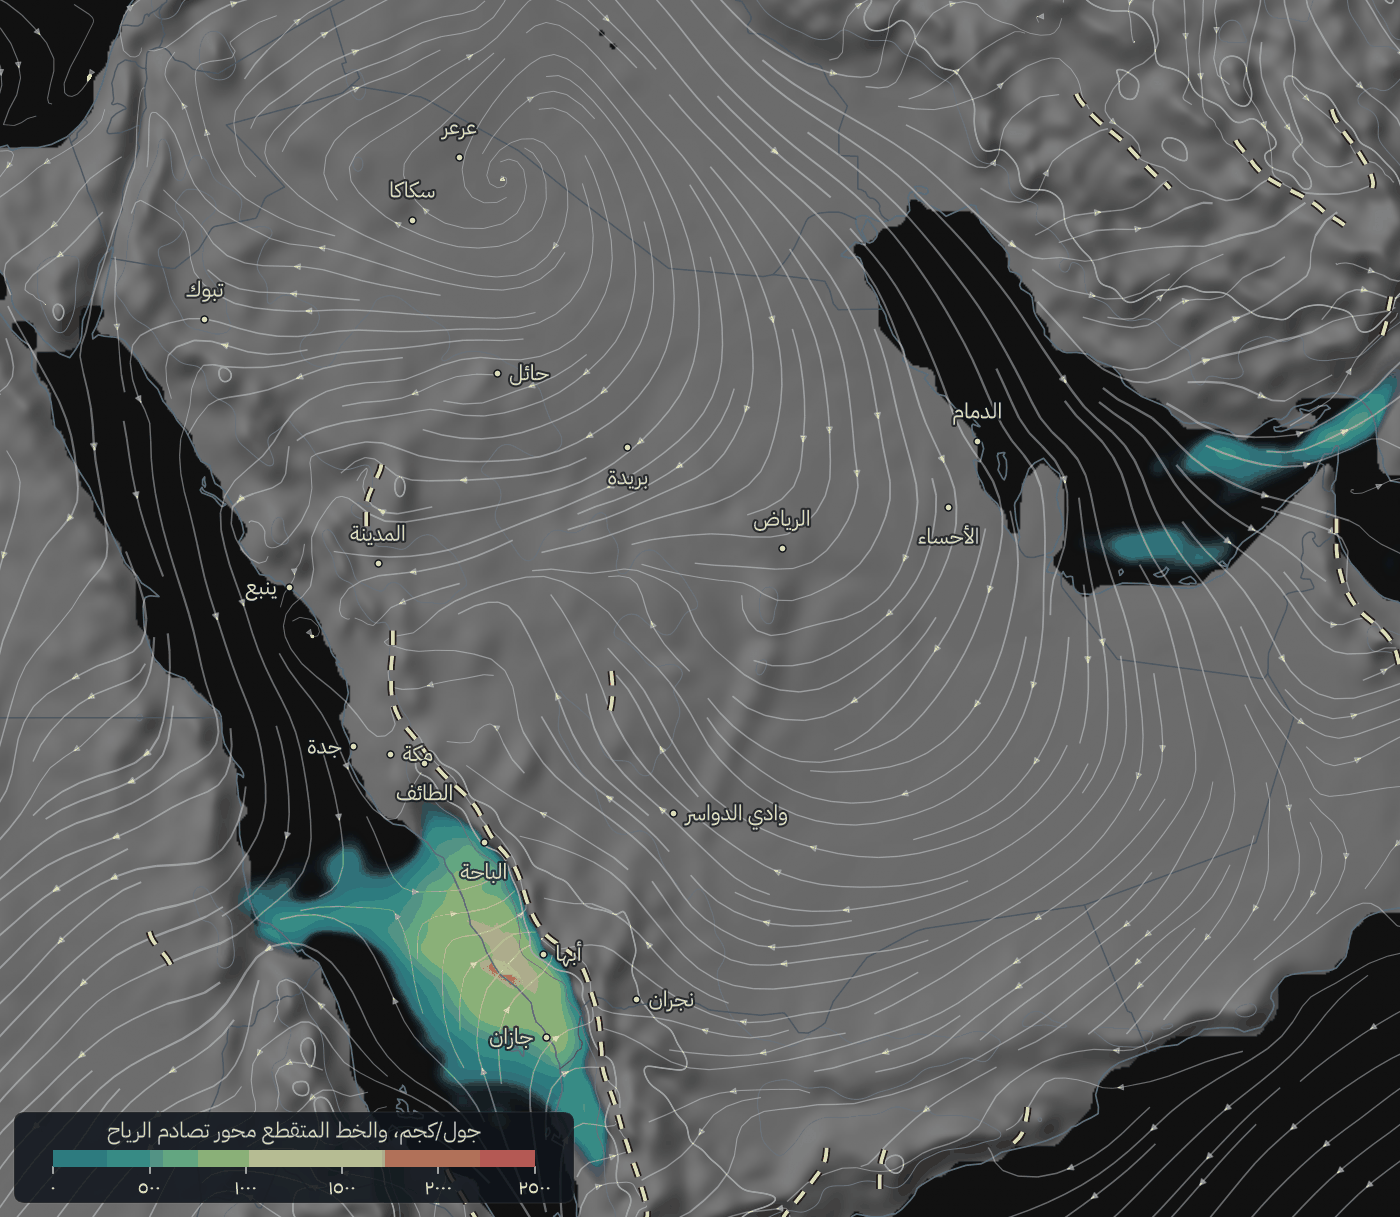 عرعر
سكاكا
تبوك
حائل
الدمام
بريدة
الرياض
الأحساء
المدينة
ينبع
جدة
مكة
الطائف
وادي الدواسر
الباحة
أبها
نجران
جازان
جول/كجم، والخط المتقطع محور تصادم الرياح
٠ ٥٠٠ ١٠٠٠ ١٥٠٠ ٢٠٠٠ ٢٥٠٠